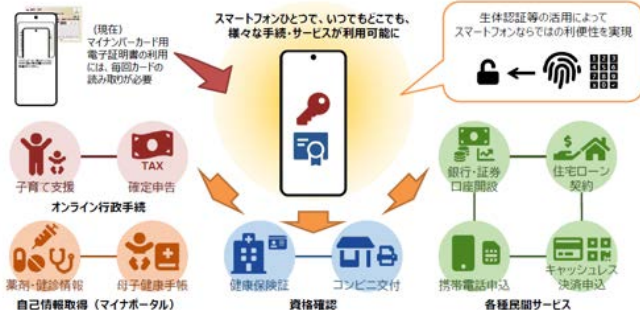 （現在）
マイナンバーカード用
電子証明書の利用
には、毎回カードの
読み取りが必要
スマートフォンひとつで、いつでもどこでも、
様々な手続・サービスが利用可能に
生体認証等の活用によって
スマートフォンならではの利便性を実現
1 2 3
4 5 6
7 8 9
TAX
子育て支援
確定申告
オンライン行政手続
銀行・証券
口座開設
住宅ローン
契約
薬剤・健診情報
母子健康手帳
自己情報取得（マイナポータル）
健康保険証
コンビニ交付
資格確認
携帯電話申込
キャッシュレス
決済申込
各種民間サービス